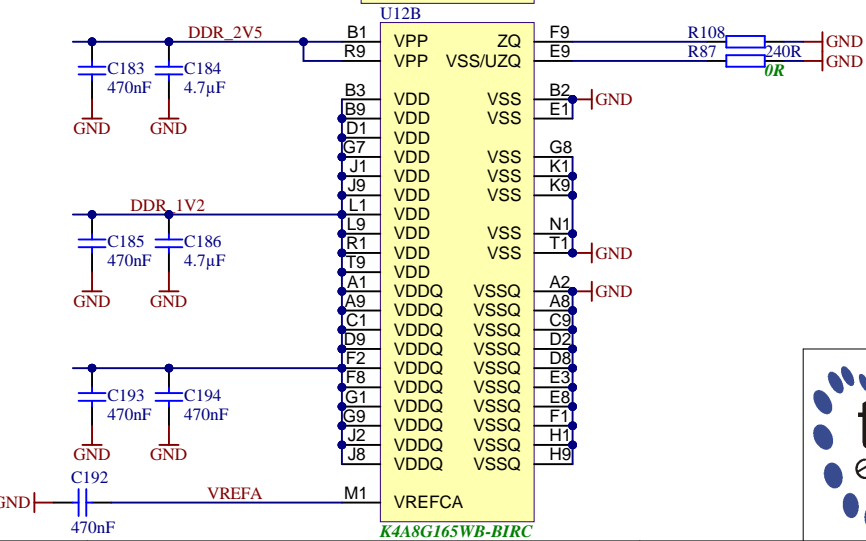 U12B
DDR_2V5
B1 VPP ZQ F9 R108 240R GND
R9 VPP VSS/UZQ E9 R87 0R GND
C183 470nF GND
C184 4.7µF GND
B3 VDD VSS B2 GND
B9 VDD VSS E1
D1 VDD
G7 VDD VSS G8
J1 VDD VSS K1
J9 VDD VSS K9
DDR_1V2
L1 VDD
L9 VDD VSS N1
R1 VDD VSS T1 GND
T9 VDD
C185 470nF GND
C186 4.7µF GND
A1 VDDQ VSSQ A2 GND
A9 VDDQ VSSQ A8
C1 VDDQ VSSQ C9
D9 VDDQ VSSQ D2
F2 VDDQ VSSQ D8
F8 VDDQ VSSQ E3
G1 VDDQ VSSQ E8
G9 VDDQ VSSQ F1
J2 VDDQ VSSQ H1
J8 VDDQ VSSQ H9
C193 470nF GND
C194 470nF GND
GND C192 470nF VREFA M1 VREFCA
K4A8G165WB-BIRC